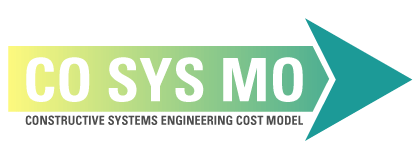 CO SYS MO
CONSTRUCTIVE SYSTEMS ENGINEERING COST MODEL